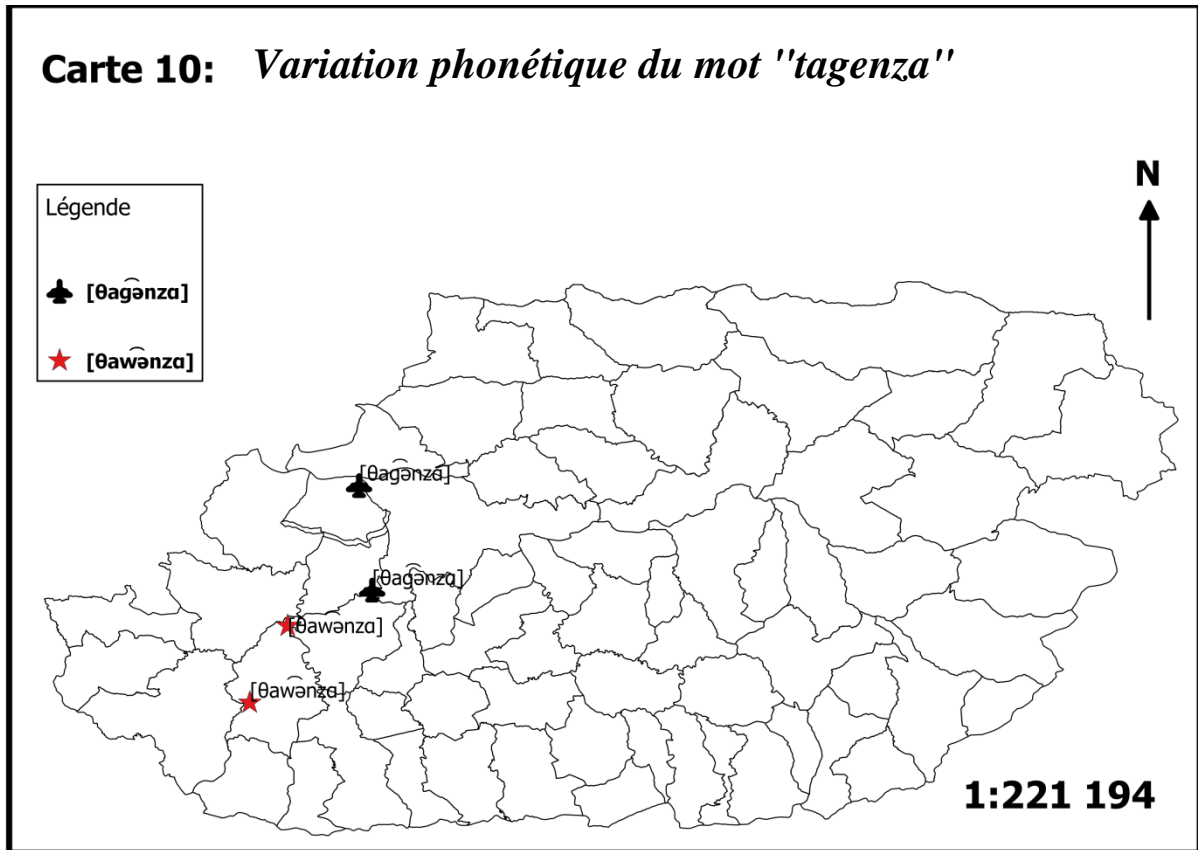 Carte 10: Variation phonétique du mot "tagenza"
N
Légende
[θag͡ənzɑ]
[θaw͡ənzɑ]
[θag͡ənzɑ]
[θag͡ənzɑ]
[θaw͡ənzɑ]
[θaw͡ənzɑ]
1:221 194